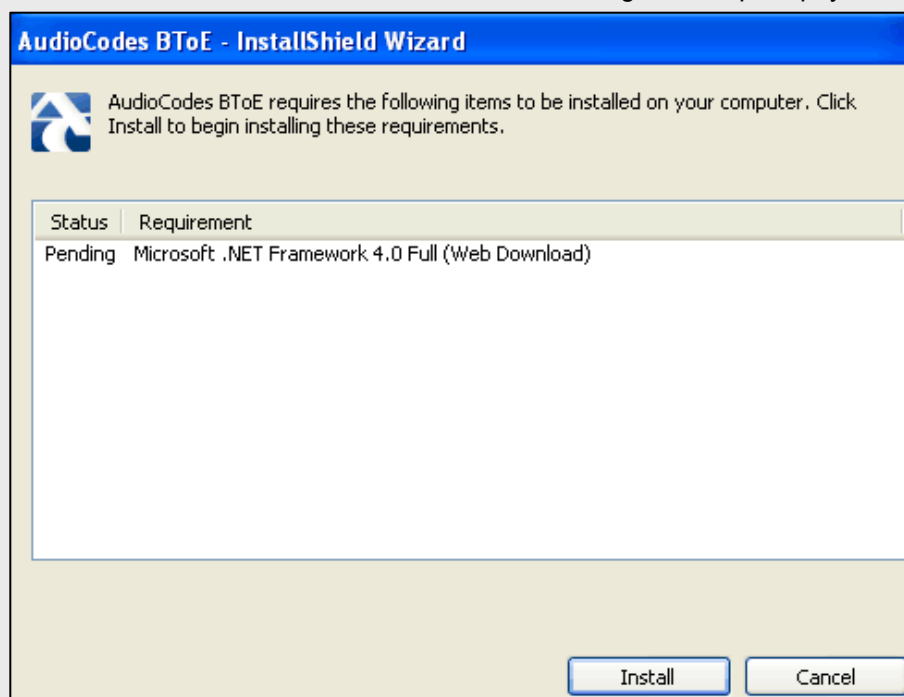 AudioCodes BToE - InstallShield Wizard
AudioCodes BToE requires the following items to be installed on your computer. Click
Install to begin installing these requirements.
Status Requirement
Pending Microsoft .NET Framework 4.0 Full (Web Download)
Install Cancel